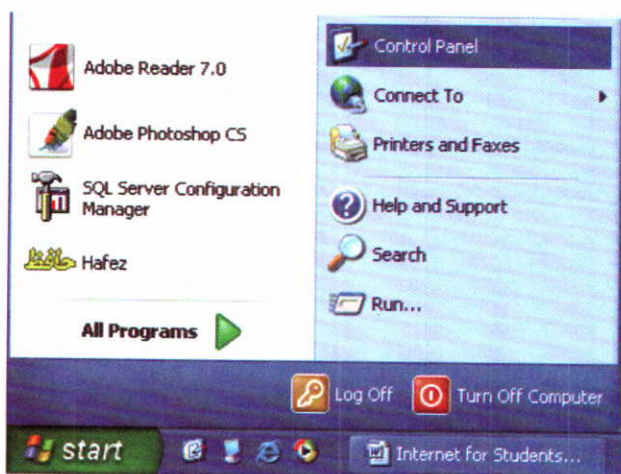 Adobe Reader 7.0
Adobe Photoshop CS
SQL Server Configuration
Manager
حافظ Hafez
All Programs
Control Panel
Connect To
Printers and Faxes
Help and Support
Search
Run...
Log Off
Turn Off Computer
start
Internet for Students...